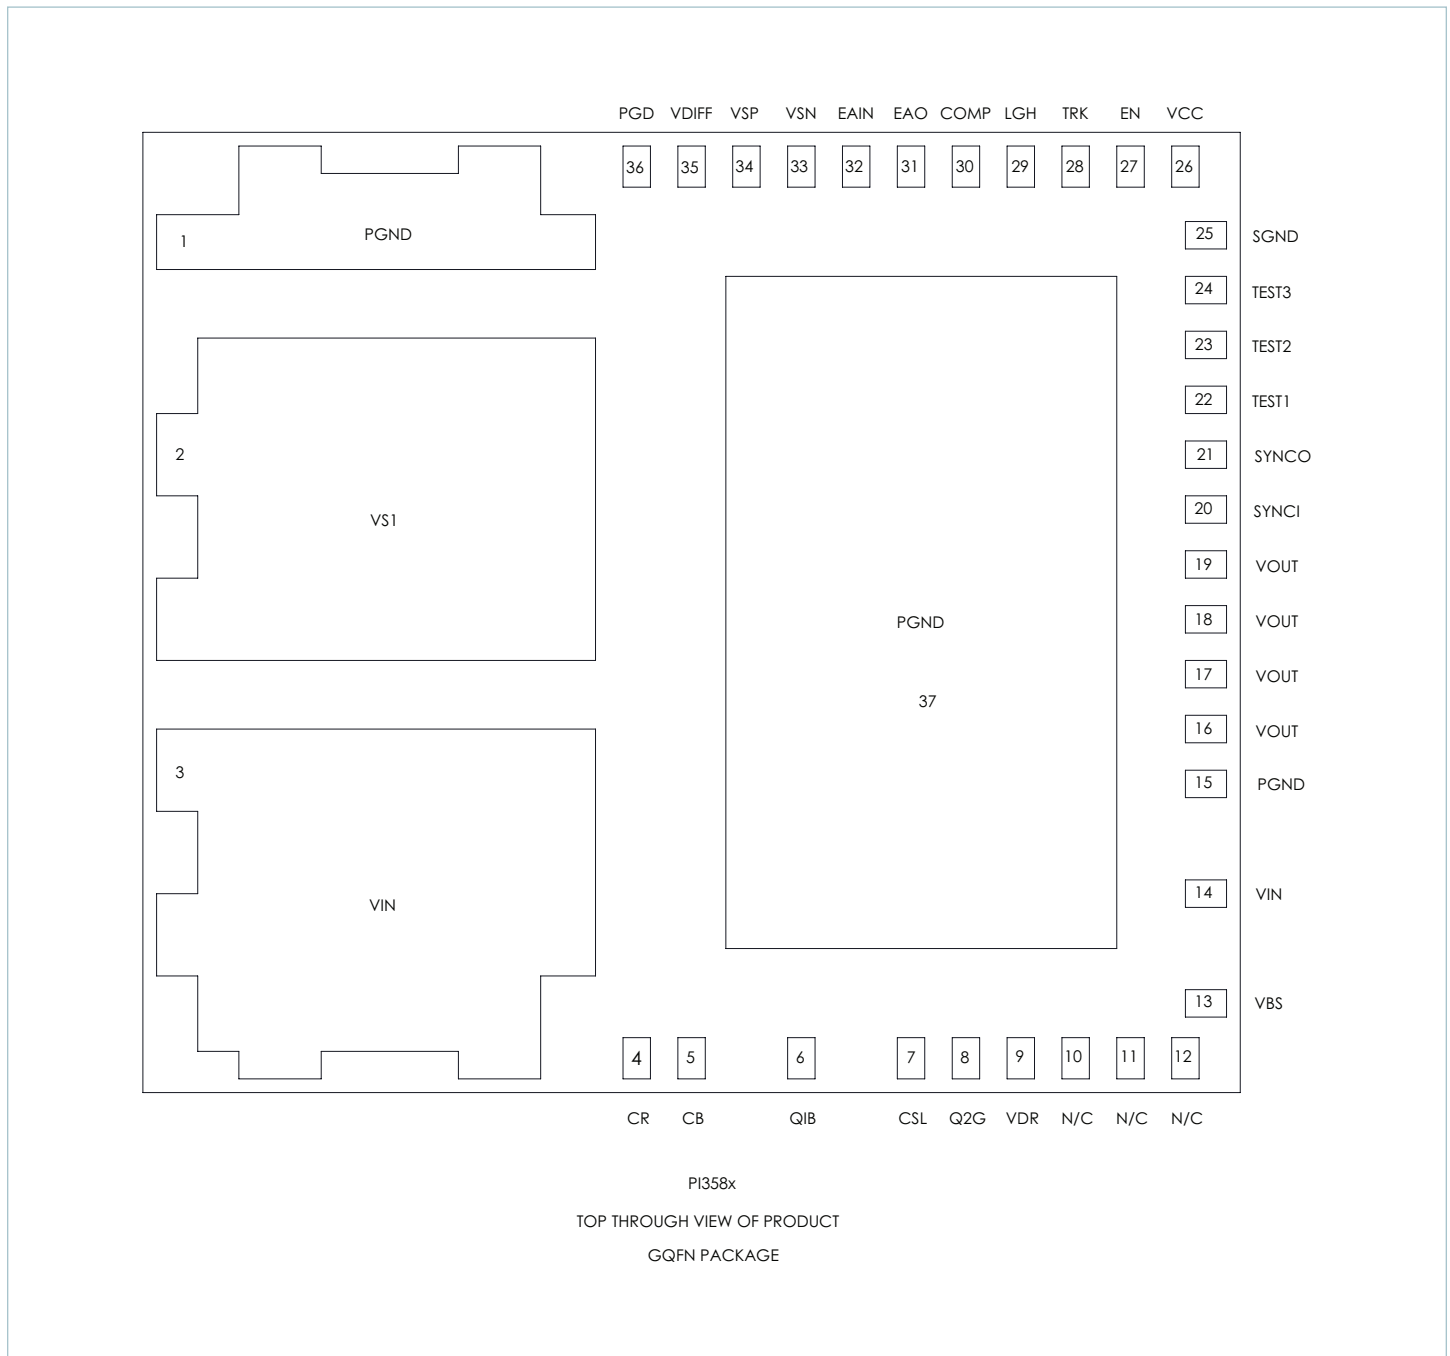 PGD VDIFF VSP VSN EAIN EAO COMP LGH TRK EN VCC
36 35 34 33 32 31 30 29 28 27 26
1 PGND
25 SGND
24 TEST3
23 TEST2
22 TEST1
2
21 SYNCO
VS1
20 SYNCI
19 VOUT
PGND
18 VOUT
37
17 VOUT
16 VOUT
3
15 PGND
VIN
14 VIN
13 VBS
4 5 6 7 8 9 10 11 12
CR CB QIB CSL Q2G VDR N/C N/C N/C
PI358x
TOP THROUGH VIEW OF PRODUCT
GQFN PACKAGE